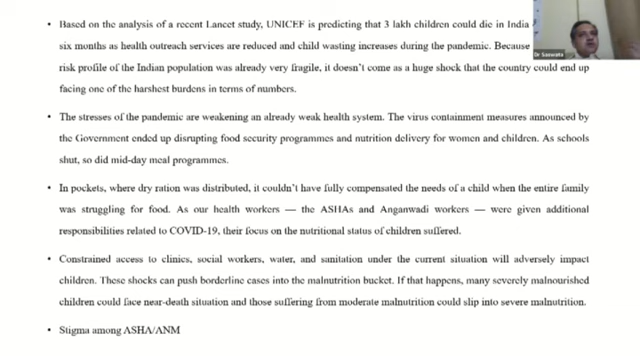 • Based on the analysis of a recent Lancet study, UNICEF is predicting that 3 lakh children could die in India
six months as health outreach services are reduced and child wasting increases during the pandemic. Because
risk profile of the Indian population was already very fragile, it doesn't come as a huge shock that the country could end up
facing one of the harshest burdens in terms of numbers.
• The stresses of the pandemic are weakening an already weak health system. The virus containment measures announced by
the Government ended up disrupting food security programmes and nutrition delivery for women and children. As schools
shut, so did mid-day meal programmes.
• In pockets, where dry ration was distributed, it couldn't have fully compensated the needs of a child when the entire family
was struggling for food. As our health workers — the ASHAs and Anganwadi workers — were given additional
responsibilities related to COVID-19, their focus on the nutritional status of children suffered.
• Constrained access to clinics, social workers, water, and sanitation under the current situation will adversely impact
children. These shocks can push borderline cases into the malnutrition bucket. If that happens, many severely malnourished
children could face near-death situation and those suffering from moderate malnutrition could slip into severe malnutrition.
• Stigma among ASHA/ANM
Dr Saswata